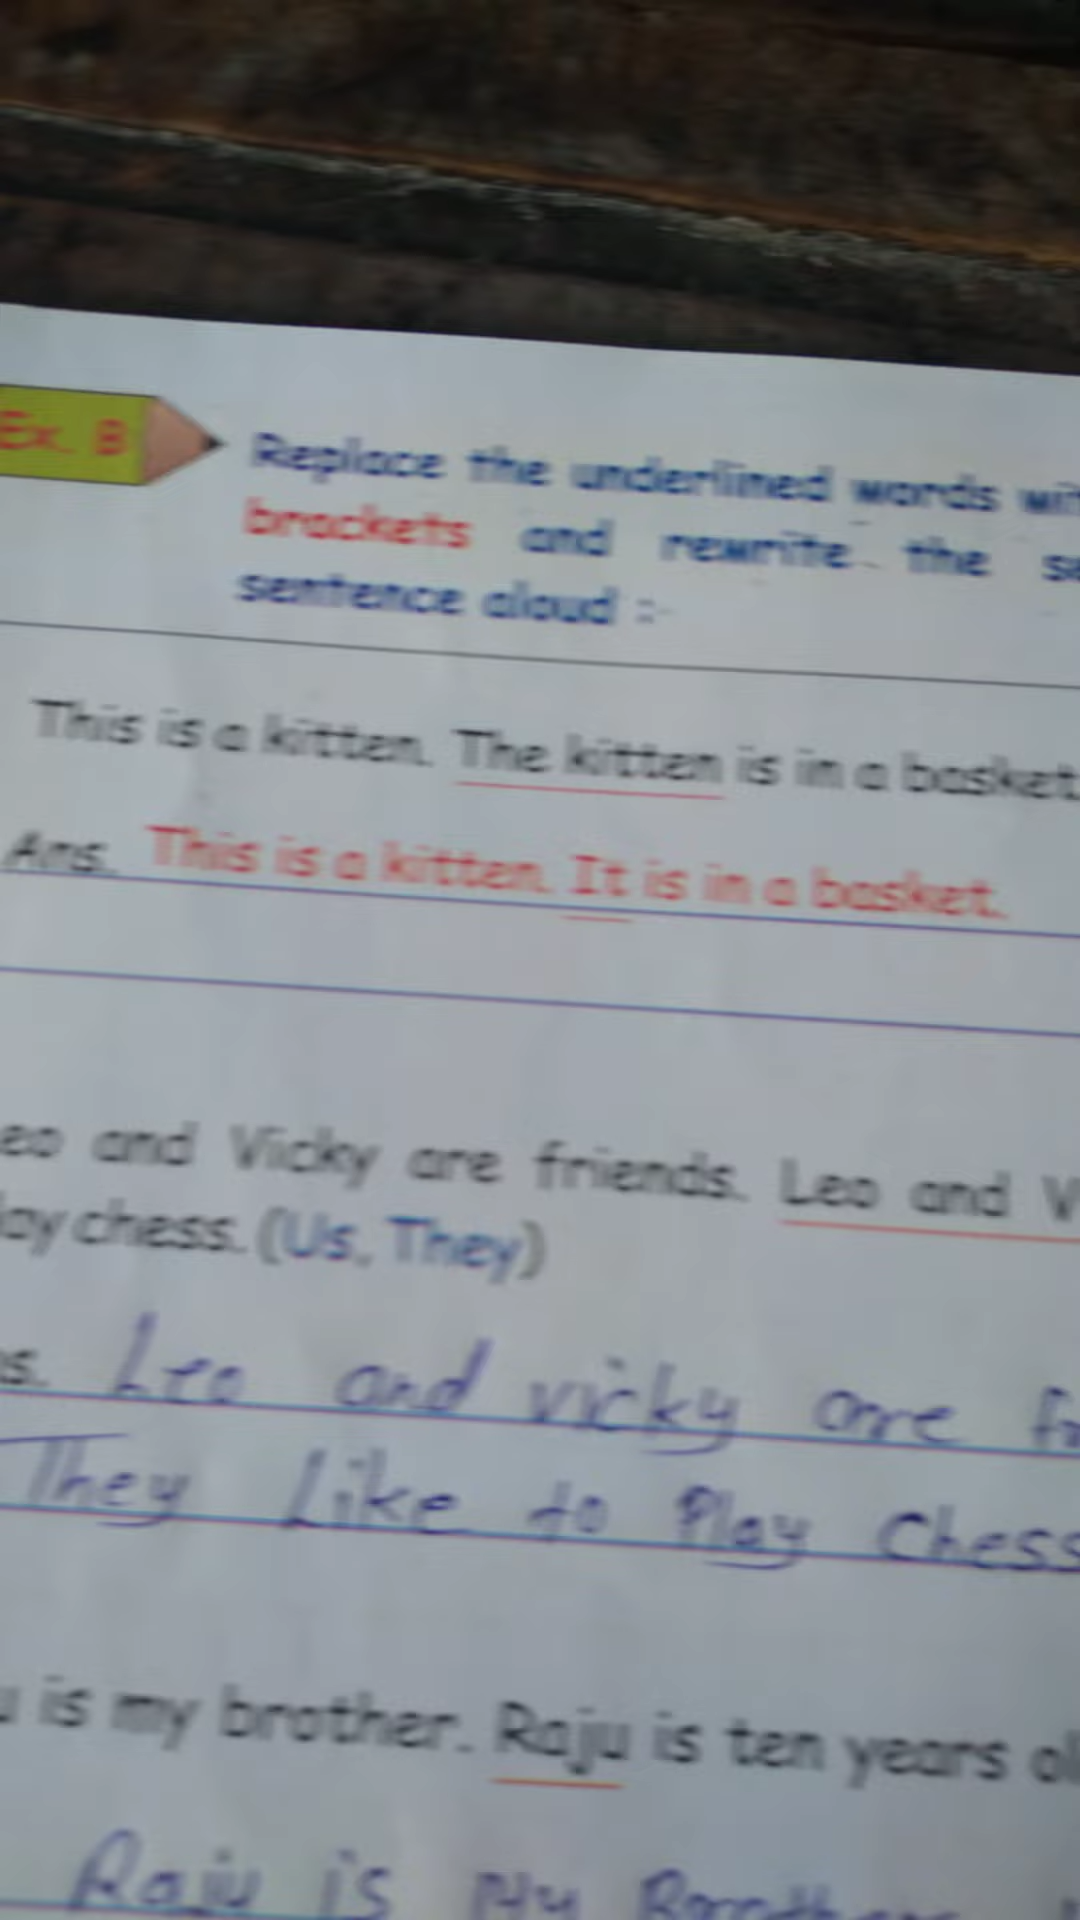 Ex. B
Replace the underlined words
brackets and rewrite the
sentence aloud :-
This is a kitten. The kitten is in a basket.
Ans. This is a kitten. It is in a basket.
and Vicky are friends. Leo and
chess. (Us, They)
Leo and vicky are
They Like to Play Chess
is my brother. Raju is ten years
Raju is My